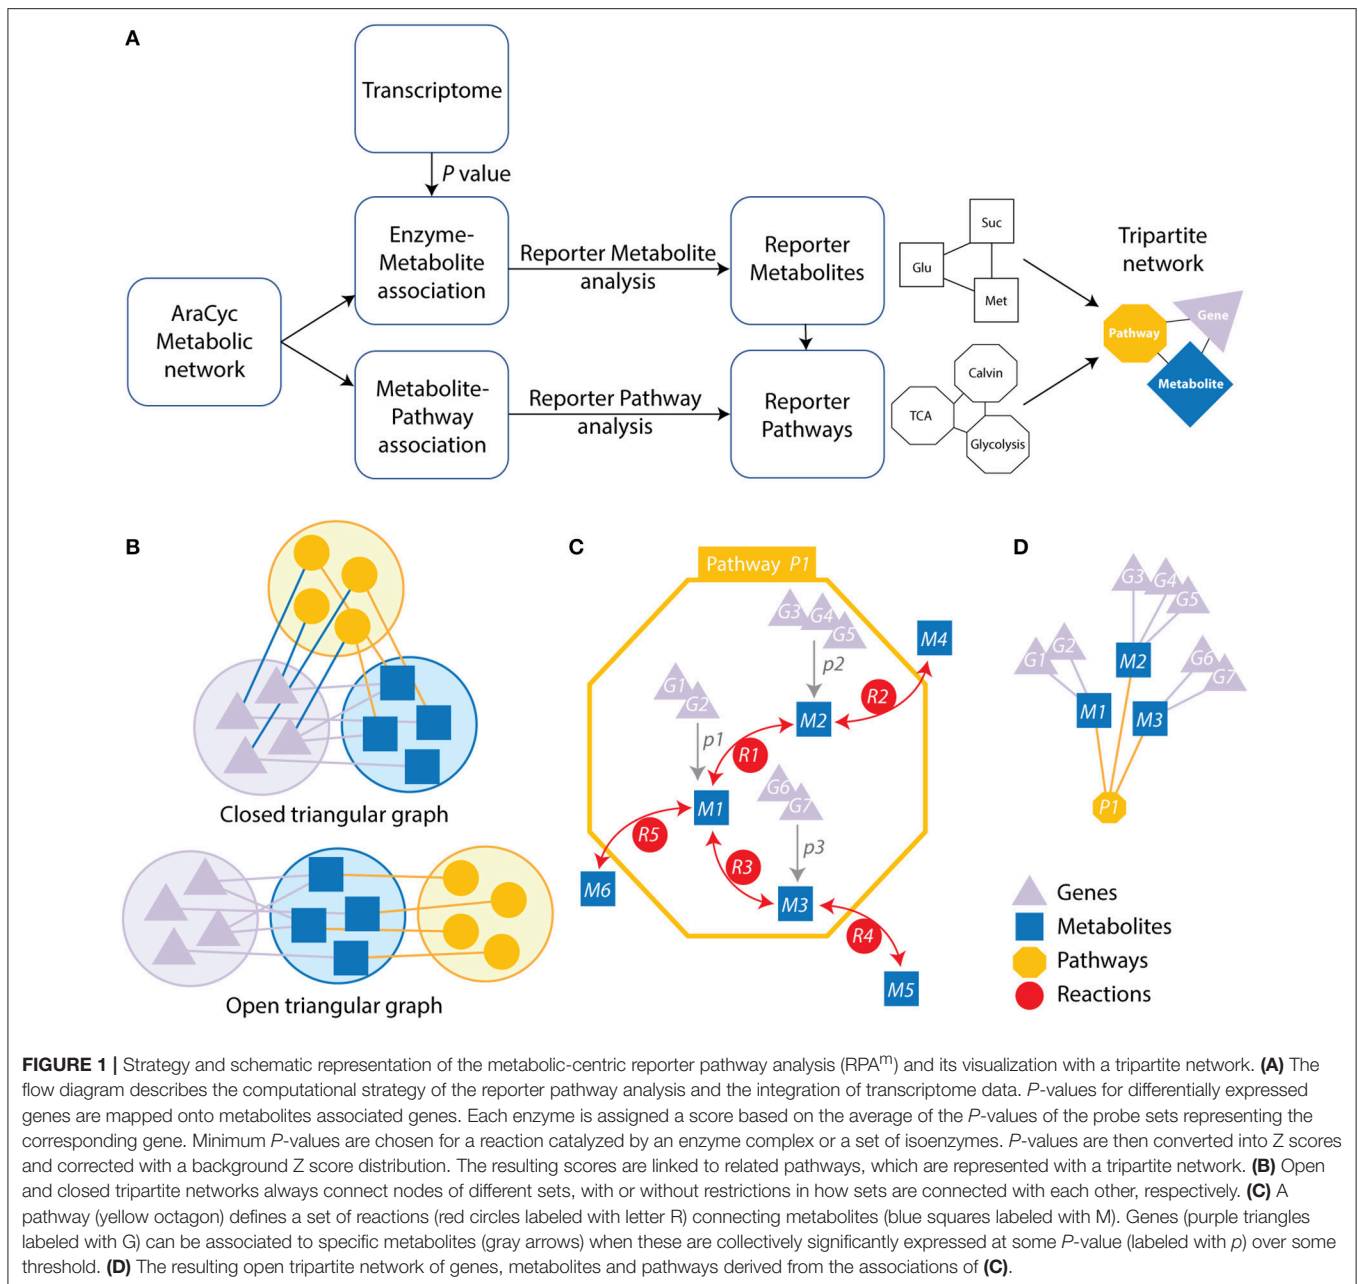 A
Transcriptome
P value
Enzyme-
Metabolite
association
Reporter Metabolite
analysis
Reporter
Metabolites
Suc
Glu
Met
Tripartite
network
Gene
Pathway
Metabolite
AraCyc
Metabolic
network
Metabolite-
Pathway
association
Reporter Pathway
analysis
Reporter
Pathways
Calvin
TCA
Glycolysis
B
Closed triangular graph
Open triangular graph
C
Pathway P1
G3
G4
G5
M4
p2
R2
G1
G2
M2
p1
R1
G6
G7
M1
R5
R3
p3
M6
M3
R4
M5
D
G3
G4
G5
G2
G1
M2
G6
G7
M1
M3
P1
Genes
Metabolites
Pathways
Reactions
FIGURE 1 | Strategy and schematic representation of the metabolic-centric reporter pathway analysis (RPAm) and its visualization with a tripartite network. (A) The
flow diagram describes the computational strategy of the reporter pathway analysis and the integration of transcriptome data. P-values for differentially expressed
genes are mapped onto metabolites associated genes. Each enzyme is assigned a score based on the average of the P-values of the probe sets representing the
corresponding gene. Minimum P-values are chosen for a reaction catalyzed by an enzyme complex or a set of isoenzymes. P-values are then converted into Z scores
and corrected with a background Z score distribution. The resulting scores are linked to related pathways, which are represented with a tripartite network. (B) Open
and closed tripartite networks always connect nodes of different sets, with or without restrictions in how sets are connected with each other, respectively. (C) A
pathway (yellow octagon) defines a set of reactions (red circles labeled with letter R) connecting metabolites (blue squares labeled with M). Genes (purple triangles
labeled with G) can be associated to specific metabolites (gray arrows) when these are collectively significantly expressed at some P-value (labeled with p) over some
threshold. (D) The resulting open tripartite network of genes, metabolites and pathways derived from the associations of (C).